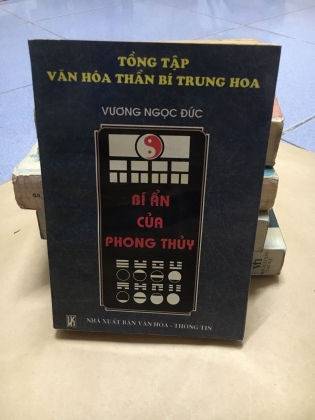 TỔNG TẬP
VĂN HÓA THẦN BÍ TRUNG HOA
VƯƠNG NGỌC ĐỨC
BÍ ẨN
CỦA
PHONG THỦY
NHÀ XUẤT BẢN VĂN HÓA - THÔNG TIN